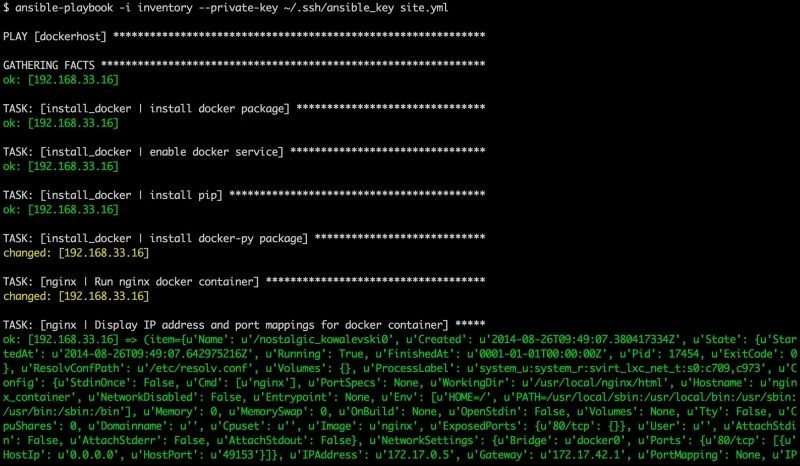 $ ansible-playbook -i inventory --private-key ~/.ssh/ansible_key site.yml
PLAY [dockerhost] ***********************************************************
GATHERING FACTS *************************************************************
ok: [192.168.33.16]
TASK: [install_docker | install docker package] ******************************
ok: [192.168.33.16]
TASK: [install_docker | enable docker service] *******************************
ok: [192.168.33.16]
TASK: [install_docker | install pip] *****************************************
ok: [192.168.33.16]
TASK: [install_docker | install docker-py package] ***************************
changed: [192.168.33.16]
TASK: [nginx | Run nginx docker container] ***********************************
changed: [192.168.33.16]
TASK: [nginx | Display IP address and port mappings for docker container] *****
ok: [192.168.33.16] => (item={u'Name': u'/nostalgic_kowalevski0', u'Created': u'2014-08-26T09:49:07.380417334Z', u'State': {u'Star
tedAt': u'2014-08-26T09:49:07.642975216Z', u'Running': True, u'FinishedAt': u'0001-01-01T00:00:00Z', u'Pid': 17454, u'ExitCode': 0
}, u'ResolvConfPath': u'/etc/resolv.conf', u'Volumes': {}, u'ProcessLabel': u'system_u:system_r:svirt_lxc_net_t:s0:c709,c973', u'C
onfig': {u'StdinOnce': False, u'Cmd': [u'nginx'], u'PortSpecs': None, u'WorkingDir': u'/usr/local/nginx/html', u'Hostname': u'ngin
x_container', u'NetworkDisabled': False, u'Entrypoint': None, u'Env': [u'HOME=/', u'PATH=/usr/local/sbin:/usr/local/bin:/usr/sbin:
/usr/bin:/sbin:/bin'], u'Memory': 0, u'MemorySwap': 0, u'OnBuild': None, u'OpenStdin': False, u'Volumes': None, u'Tty': False, u'C
puShares': 0, u'Domainname': u'', u'Cpuset': u'', u'Image': u'nginx', u'ExposedPorts': {u'80/tcp': {}}, u'User': u'', u'AttachStdi
n': False, u'AttachStderr': False, u'AttachStdout': False}, u'NetworkSettings': {u'Bridge': u'docker0', u'Ports': {u'80/tcp': [{u'
HostIp': u'0.0.0.0', u'HostPort': u'49153'}]}, u'IPAddress': u'172.17.0.5', u'Gateway': u'172.17.42.1', u'PortMapping': None, u'IP